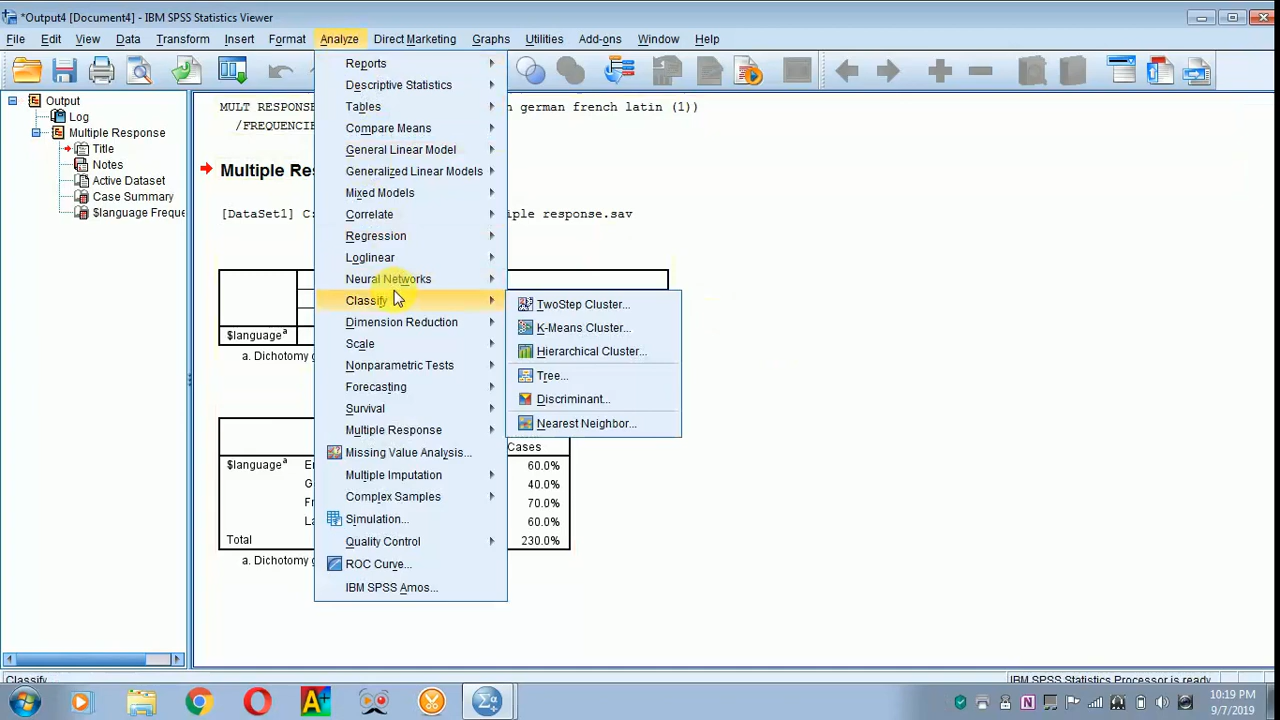 *Output4 [Document4] - IBM SPSS Statistics Viewer
File Edit View Data Transform Insert Format Analyze Direct Marketing Graphs Utilities Add-ons Window Help
Output
Log
Multiple Response
Title
Notes
Active Dataset
Case Summary
$language Freque
MULT RESPONSE n german french latin (1))
/FREQUENCIE
Multiple Res
[DataSet1] C: ple response.sav
$languageª
a. Dichotomy g
Cases
$languageª En 60.0%
G 40.0%
Fr 70.0%
La 60.0%
Total 230.0%
a. Dichotomy g
Reports
Descriptive Statistics
Tables
Compare Means
General Linear Model
Generalized Linear Models
Mixed Models
Correlate
Regression
Loglinear
Neural Networks
Classify
Dimension Reduction
Scale
Nonparametric Tests
Forecasting
Survival
Multiple Response
Missing Value Analysis...
Multiple Imputation
Complex Samples
Simulation...
Quality Control
ROC Curve...
IBM SPSS Amos...
TwoStep Cluster...
K-Means Cluster...
Hierarchical Cluster...
Tree...
Discriminant...
Nearest Neighbor...
Classify
IBM SPSS Statistics Processor is ready
10:19 PM
9/7/2019